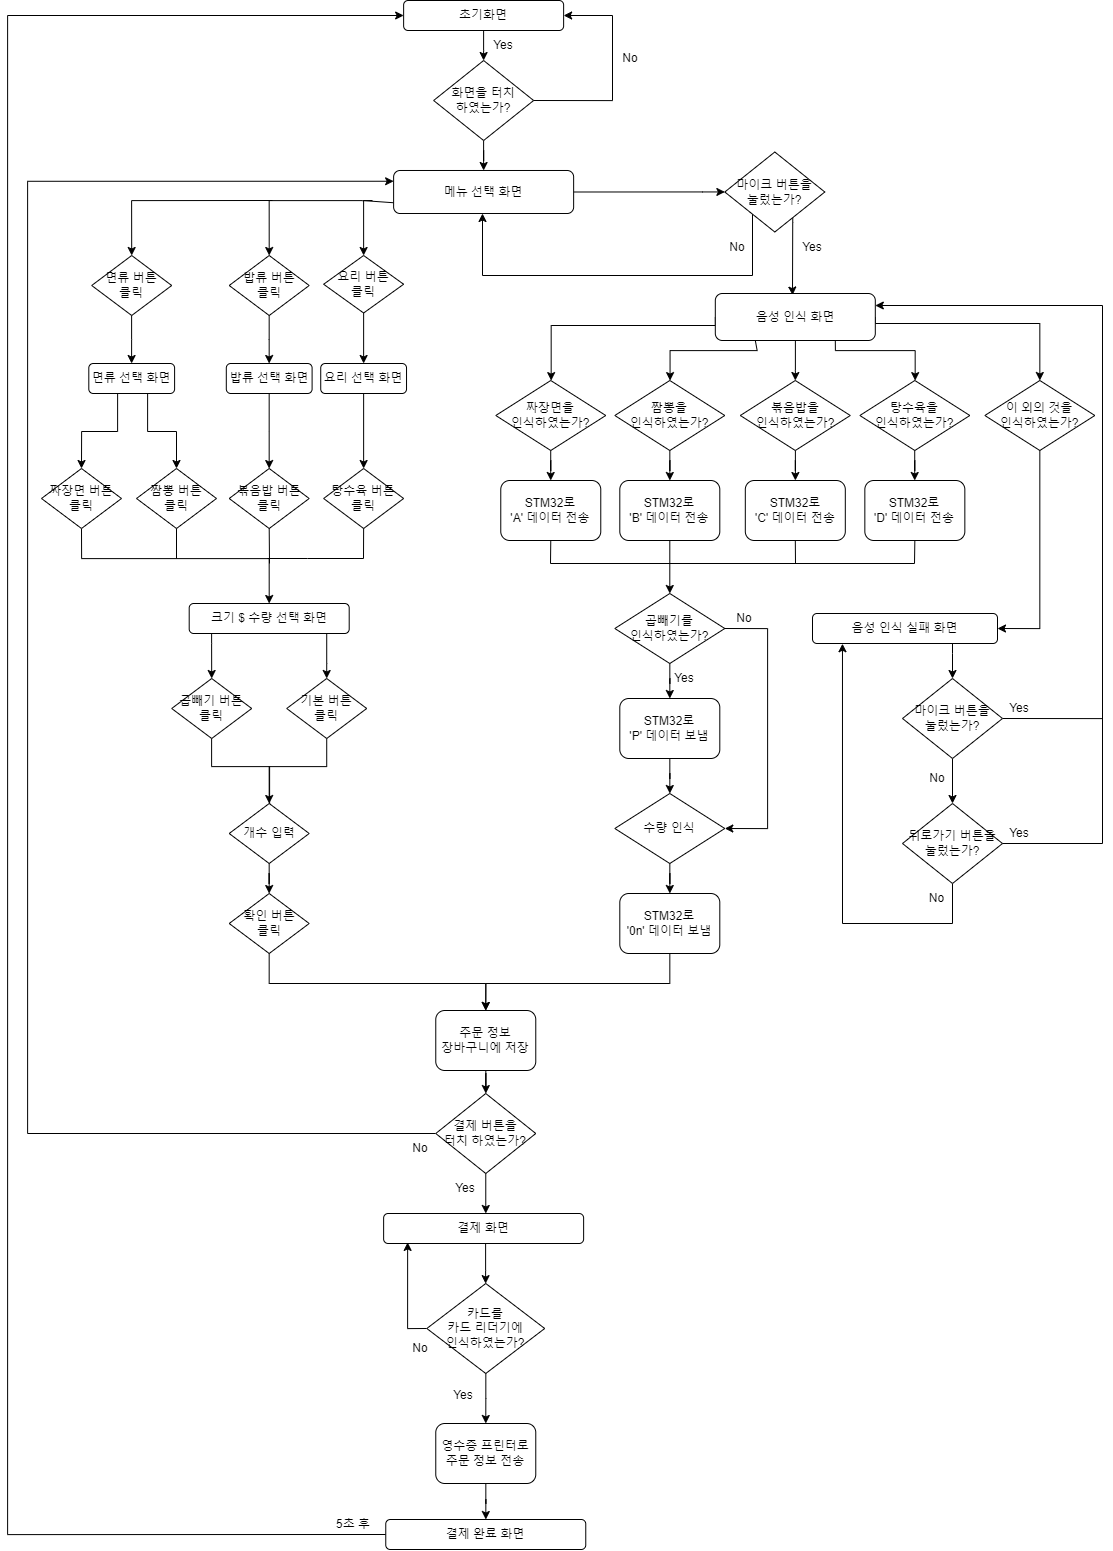 초기화면
Yes
No
화면을 터치
하였는가?
메뉴 선택 화면
마이크 버튼을
눌렀는가?
No
Yes
면류 버튼
클릭
밥류 버튼
클릭
요리 버튼
클릭
음성 인식 화면
면류 선택 화면
밥류 선택 화면
요리 선택 화면
짜장면을
인식하였는가?
짬뽕을
인식하였는가?
볶음밥을
인식하였는가?
탕수육을
인식하였는가?
이 외의 것을
인식하였는가?
짜장면 버튼
클릭
짬뽕 버튼
클릭
볶음밥 버튼
클릭
탕수육 버튼
클릭
STM32로
'A' 데이터 전송
STM32로
'B' 데이터 전송
STM32로
'C' 데이터 전송
STM32로
'D' 데이터 전송
크기 $ 수량 선택 화면
곱빼기를
인식하였는가?
No
음성 인식 실패 화면
Yes
곱빼기 버튼
클릭
기본 버튼
클릭
STM32로
'P' 데이터 보냄
마이크 버튼을
눌렀는가?
Yes
No
개수 입력
수량 인식
뒤로가기 버튼을
눌렀는가?
Yes
No
확인 버튼
클릭
STM32로
'0n' 데이터 보냄
주문 정보
장바구니에 저장
결제 버튼을
터치 하였는가?
No
Yes
결제 화면
카드를
카드 리더기에
인식하였는가?
No
Yes
영수증 프린터로
주문 정보 전송
5초 후
결제 완료 화면